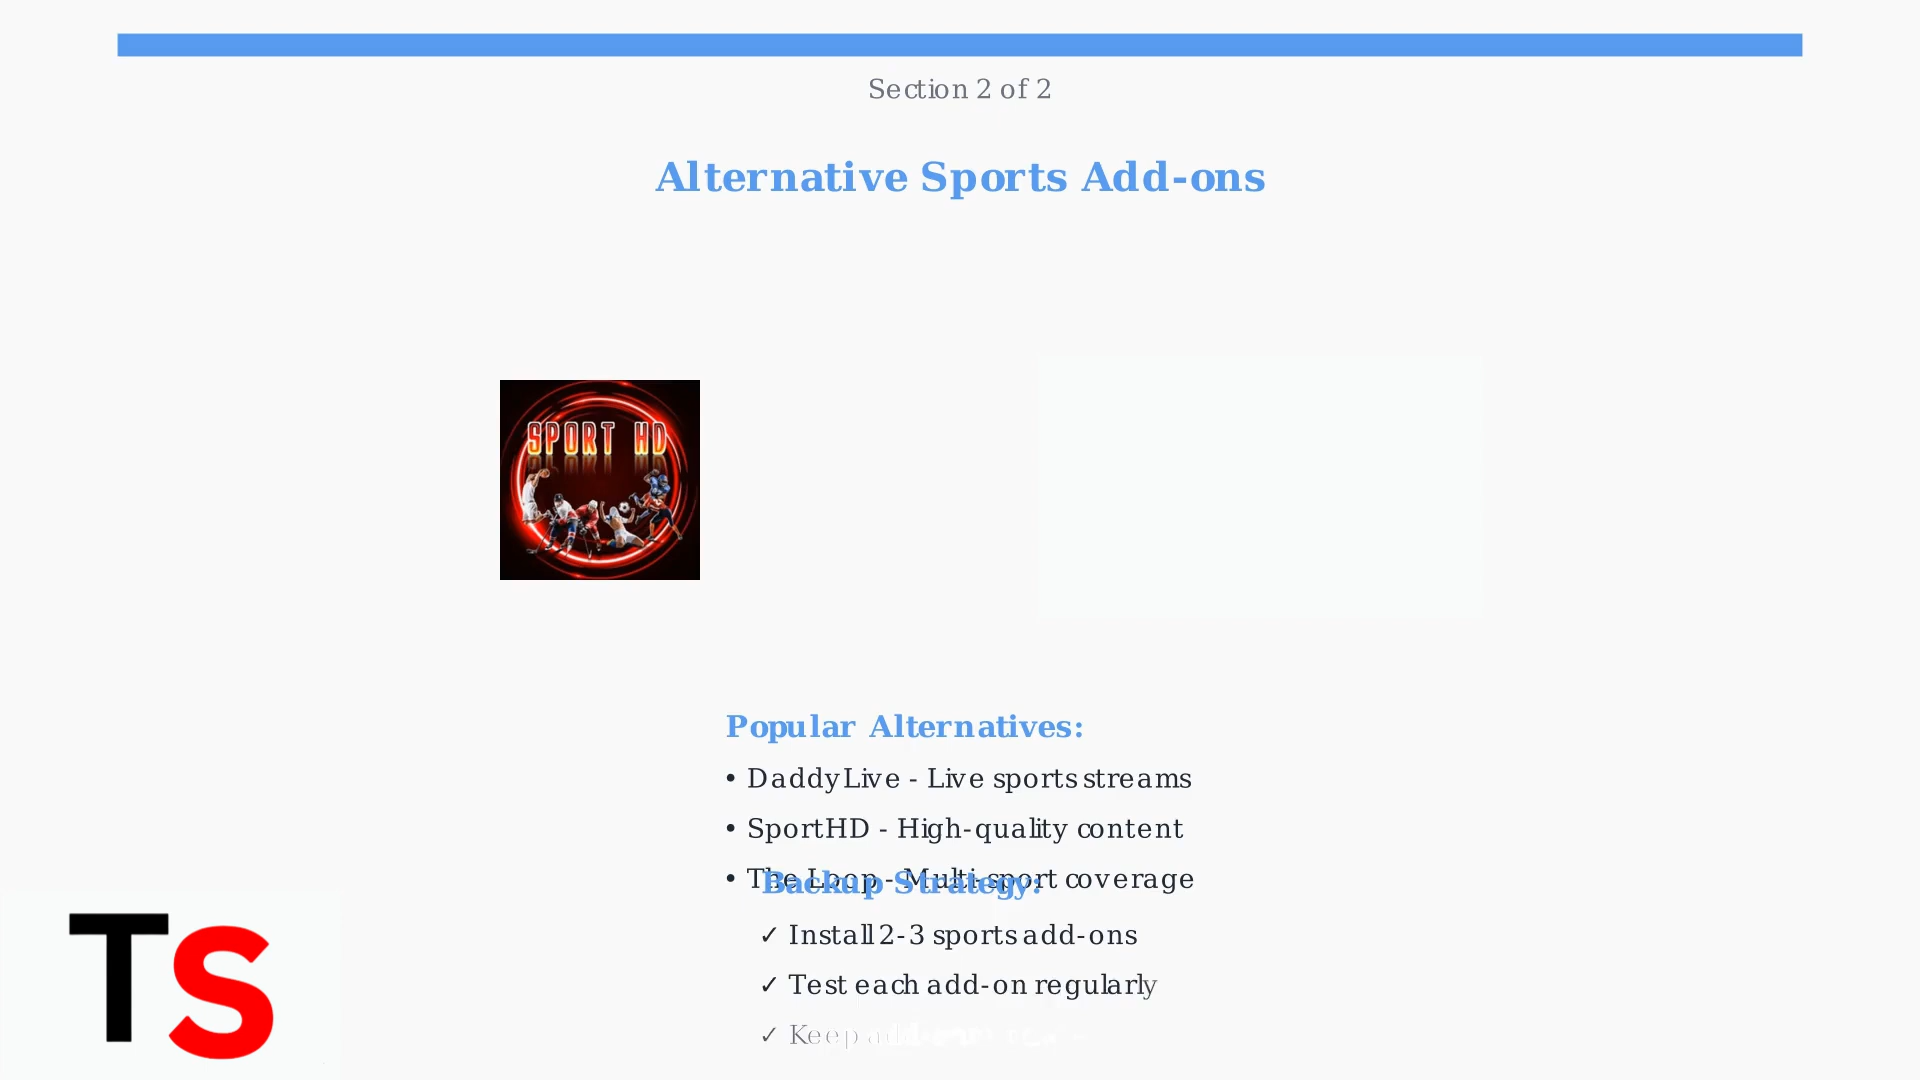 Section 2 of 2
Alternative Sports Add-ons
SPORT HD
Popular Alternatives:
• DaddyLive - Live sports streams
• SportHD - High-quality content
• The Loop - Multi-sport coverage
Backup Strategy:
✓ Install 2-3 sports add-ons
✓ Test each add-on regularly
✓ Keep
TS